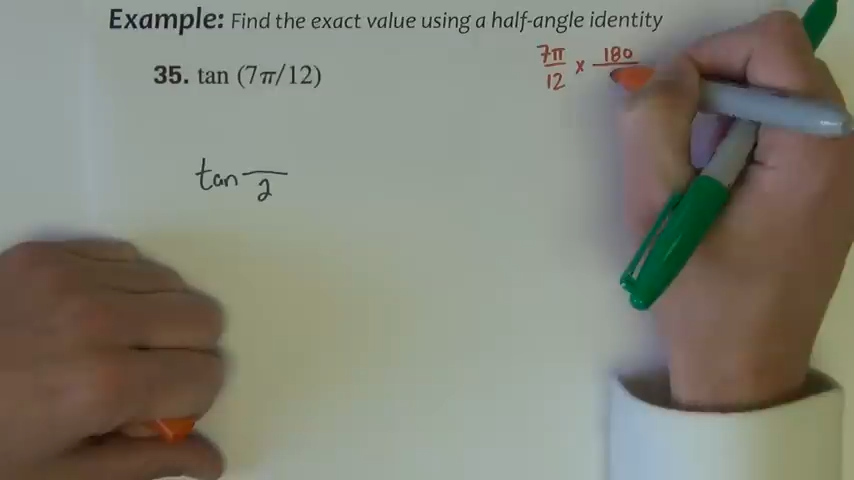 Example: Find the exact value using a half-angle identity
35. tan (7π/12)
7π/12 × 180/
tan —/2